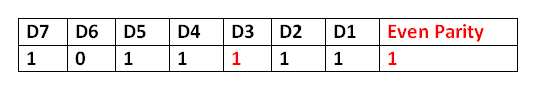 D7 D6 D5 D4 D3 D2 D1 Even Parity
1 0 1 1 1 1 1 1